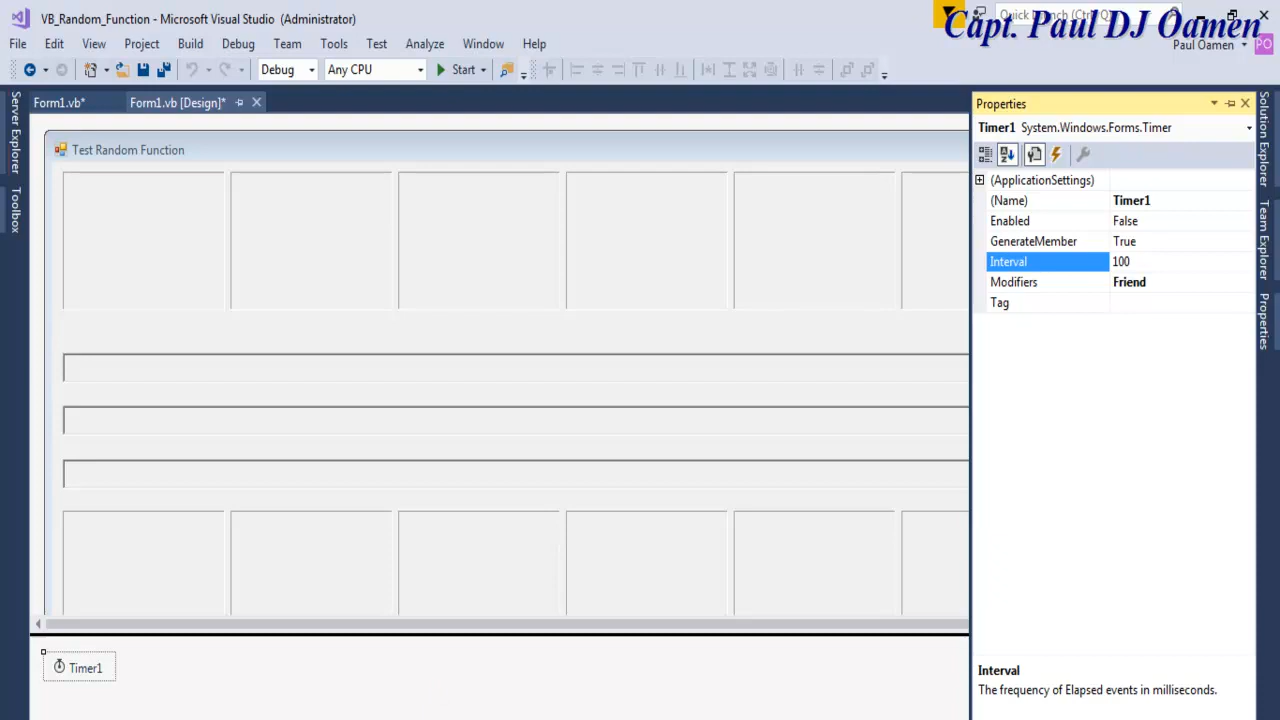 VB_Random_Function - Microsoft Visual Studio (Administrator)
Quick Launch (Ctrl+Q)
Capt. Paul DJ Oamen
File Edit View Project Build Debug Team Tools Test Analyze Window Help
Paul Oamen PO
Debug Any CPU Start
Form1.vb* Form1.vb [Design]*
Server Explorer
Toolbox
Test Random Function
Timer1
Properties
Timer1 System.Windows.Forms.Timer
(ApplicationSettings)
(Name) Timer1
Enabled False
GenerateMember True
Interval 100
Modifiers Friend
Tag
Interval
The frequency of Elapsed events in milliseconds.
Solution Explorer
Team Explorer
Properties